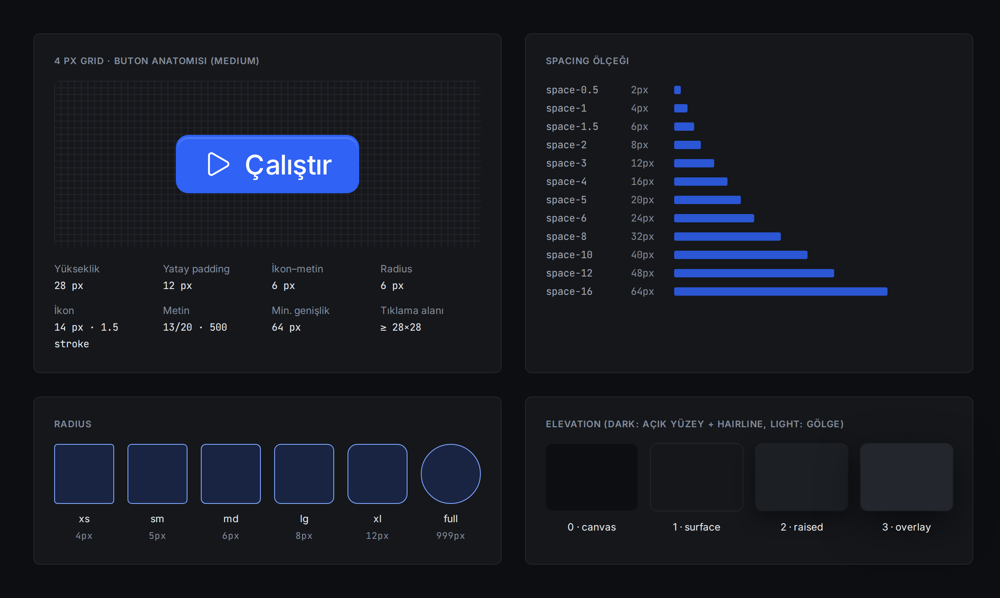 4 PX GRID · BUTON ANATOMISI (MEDIUM)
Çalıştır
Yükseklik
28 px
Yatay padding
12 px
İkon–metin
6 px
Radius
6 px
İkon
14 px · 1.5
stroke
Metin
13/20 · 500
Min. genişlik
64 px
Tıklama alanı
≥ 28×28
SPACING ÖLÇEĞI
space-0.5 2px
space-1 4px
space-1.5 6px
space-2 8px
space-3 12px
space-4 16px
space-5 20px
space-6 24px
space-8 32px
space-10 40px
space-12 48px
space-16 64px
RADIUS
xs
4px
sm
5px
md
6px
lg
8px
xl
12px
full
999px
ELEVATION (DARK: AÇIK YÜZEY + HAIRLINE, LIGHT: GÖLGE)
0 · canvas
1 · surface
2 · raised
3 · overlay